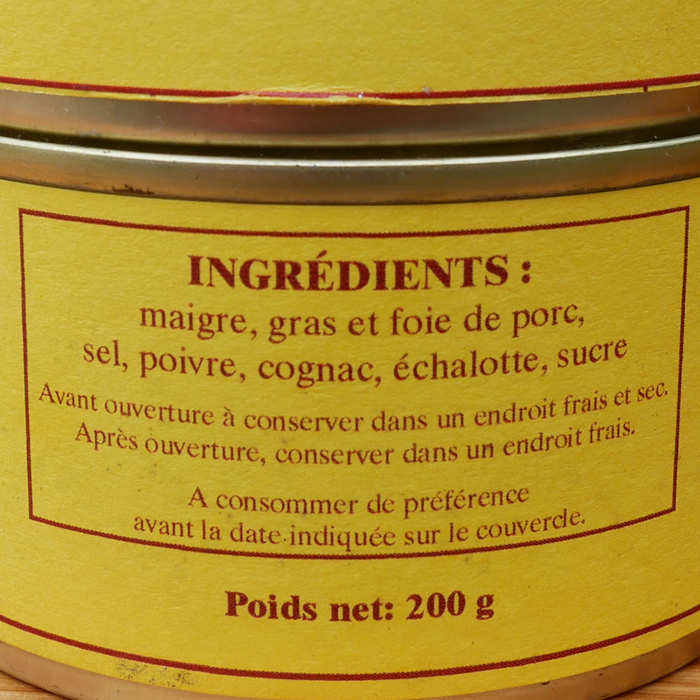 INGRÉDIENTS :
maigre, gras et foie de porc,
sel, poivre, cognac, échalotte, sucre
Avant ouverture à conserver dans un endroit frais et sec.
Après ouverture, conserver dans un endroit frais.
A consommer de préférence
avant la date indiquée sur le couvercle.
Poids net: 200 g